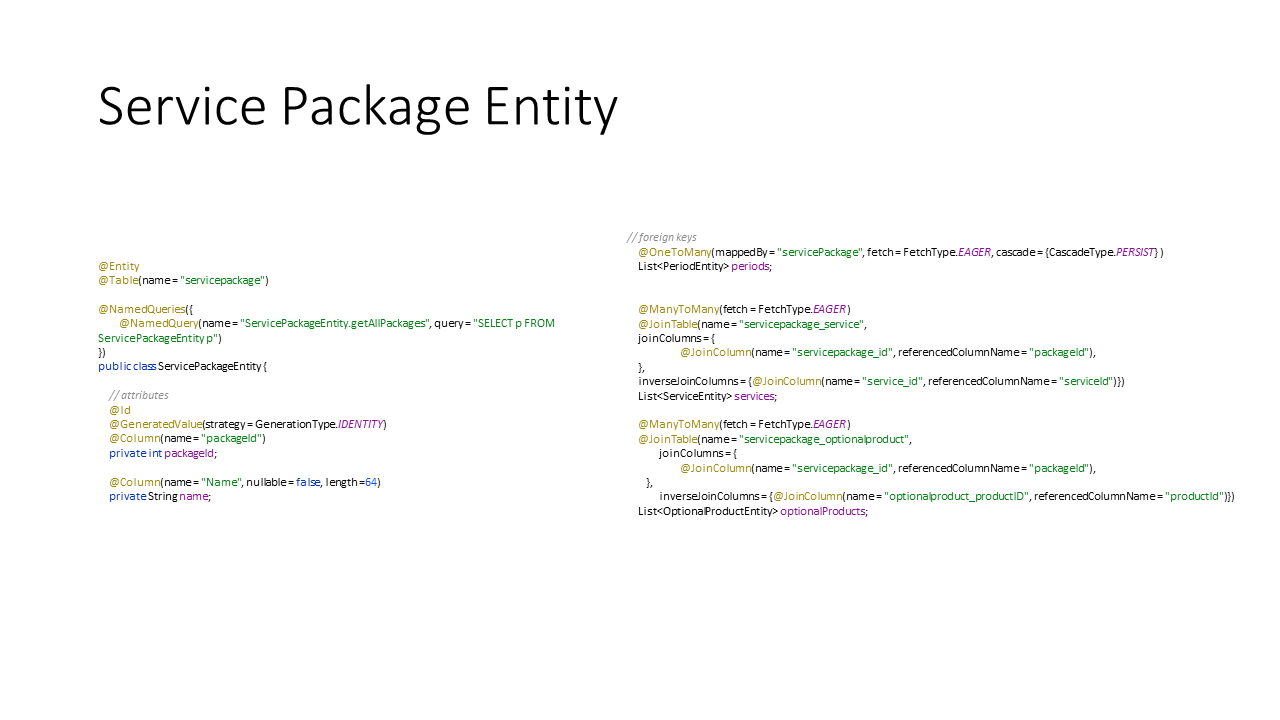 Service Package Entity
@Entity
@Table(name = "servicepackage")
@NamedQueries({
@NamedQuery(name = "ServicePackageEntity.getAllPackages", query = "SELECT p FROM
ServicePackageEntity p")
})
public class ServicePackageEntity {
// attributes
@Id
@GeneratedValue(strategy = GenerationType.IDENTITY)
@Column(name = "packageId")
private int packageId;
@Column(name = "Name", nullable = false, length =64)
private String name;
// foreign keys
@OneToMany(mappedBy = "servicePackage", fetch = FetchType.EAGER, cascade = {CascadeType.PERSIST} )
List<PeriodEntity> periods;
@ManyToMany(fetch = FetchType.EAGER )
@JoinTable(name = "servicepackage_service",
joinColumns = {
@JoinColumn(name = "servicepackage_id", referencedColumnName = "packageId"),
},
inverseJoinColumns = {@JoinColumn(name = "service_id", referencedColumnName = "serviceId")})
List<ServiceEntity> services;
@ManyToMany(fetch = FetchType.EAGER )
@JoinTable(name = "servicepackage_optionalproduct",
joinColumns = {
@JoinColumn(name = "servicepackage_id", referencedColumnName = "packageId"),
},
inverseJoinColumns = {@JoinColumn(name = "optionalproduct_productID", referencedColumnName = "productId")})
List<OptionalProductEntity> optionalProducts;